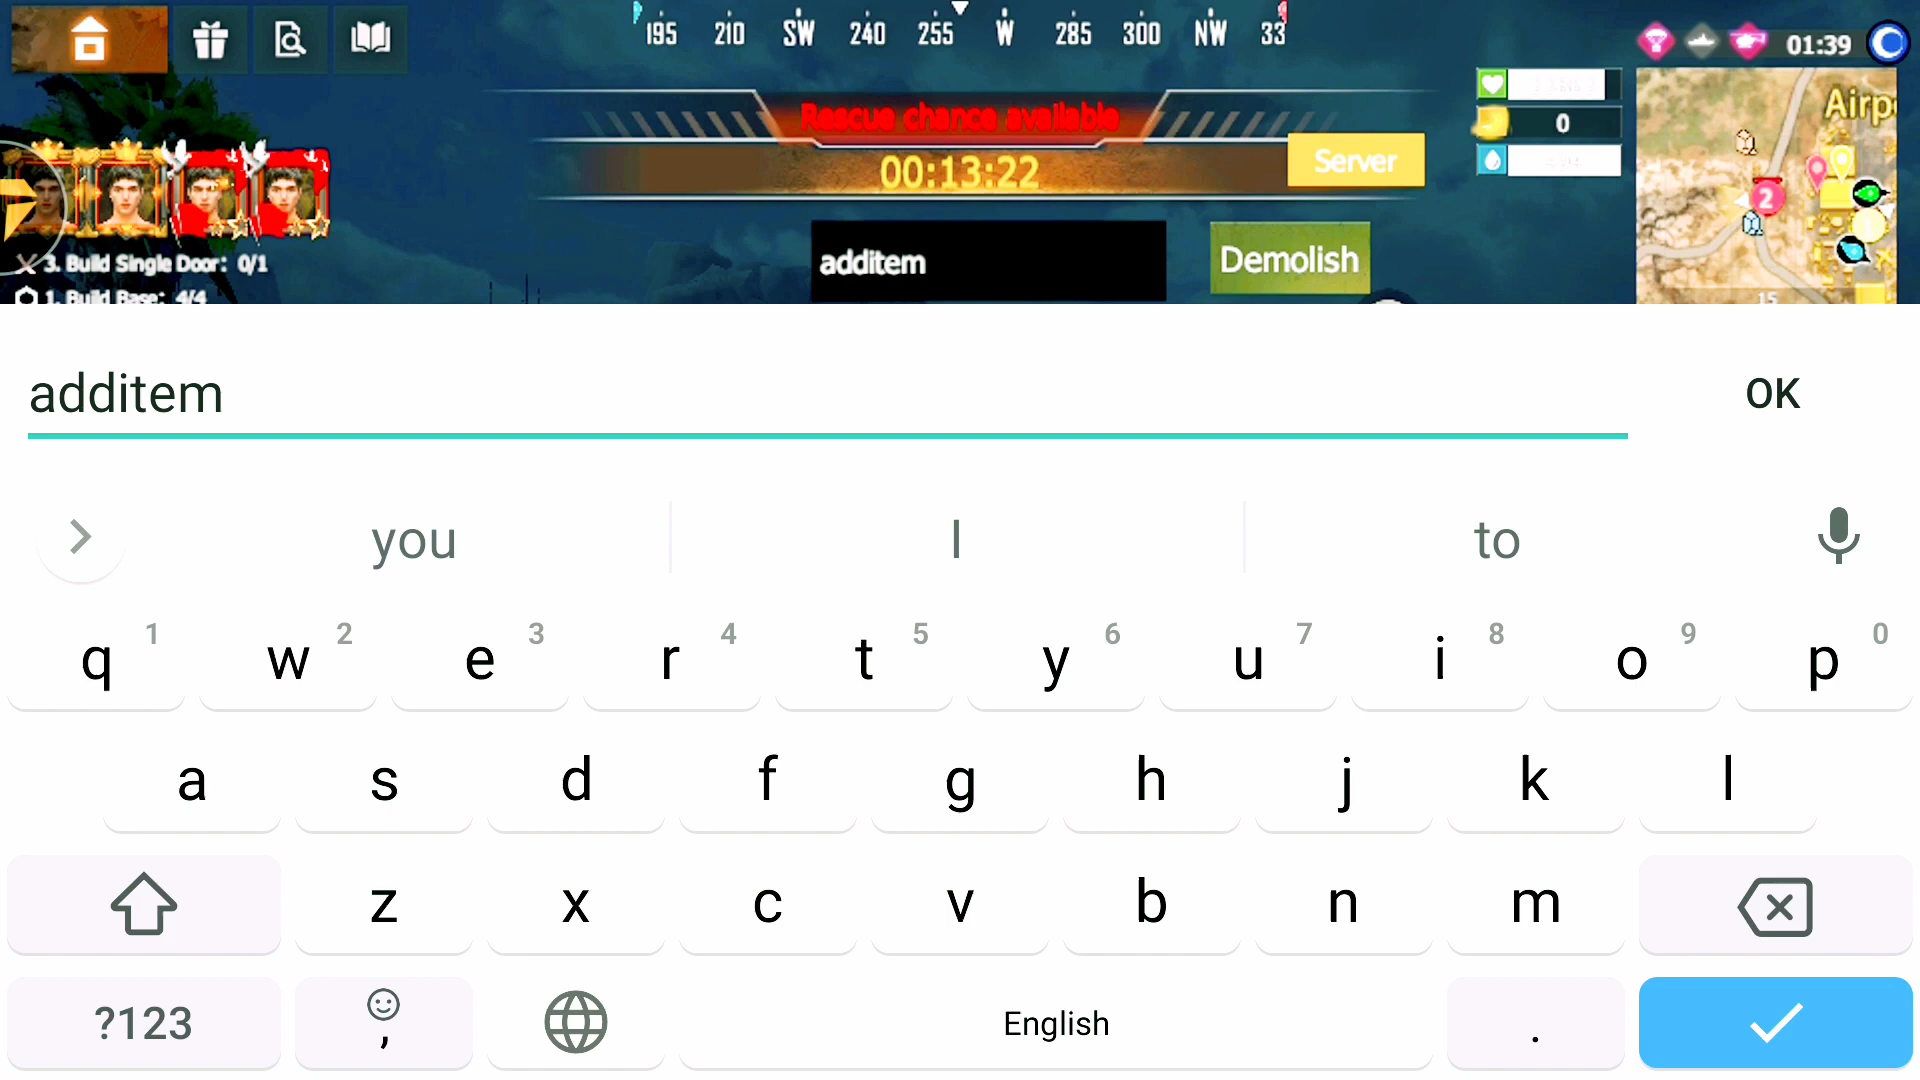 195 210 SW 240 255 W 285 300 NW 33
01:39
Rescue chance available
0
Airp
00:13:22
Server
2
3. Build Single Door: 0/1
additem
Demolish
1. Build Base: 4/4
15
additem
OK
you I to
q 1 w 2 e 3 r 4 t 5 y 6 u 7 i 8 o 9 p 0
a s d f g h j k l
z x c v b n m
?123 , English .